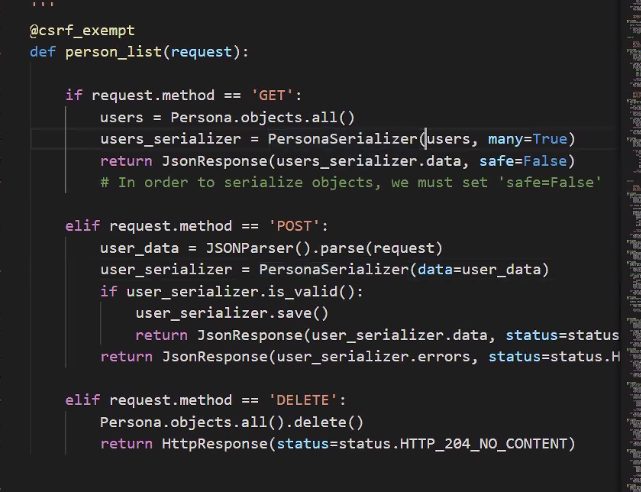 '''
@csrf_exempt
def person_list(request):
if request.method == 'GET':
users = Persona.objects.all()
users_serializer = PersonaSerializer(users, many=True)
return JsonResponse(users_serializer.data, safe=False)
# In order to serialize objects, we must set 'safe=False'
elif request.method == 'POST':
user_data = JSONParser().parse(request)
user_serializer = PersonaSerializer(data=user_data)
if user_serializer.is_valid():
user_serializer.save()
return JsonResponse(user_serializer.data, status=status
return JsonResponse(user_serializer.errors, status=status.H
elif request.method == 'DELETE':
Persona.objects.all().delete()
return HttpResponse(status=status.HTTP_204_NO_CONTENT)